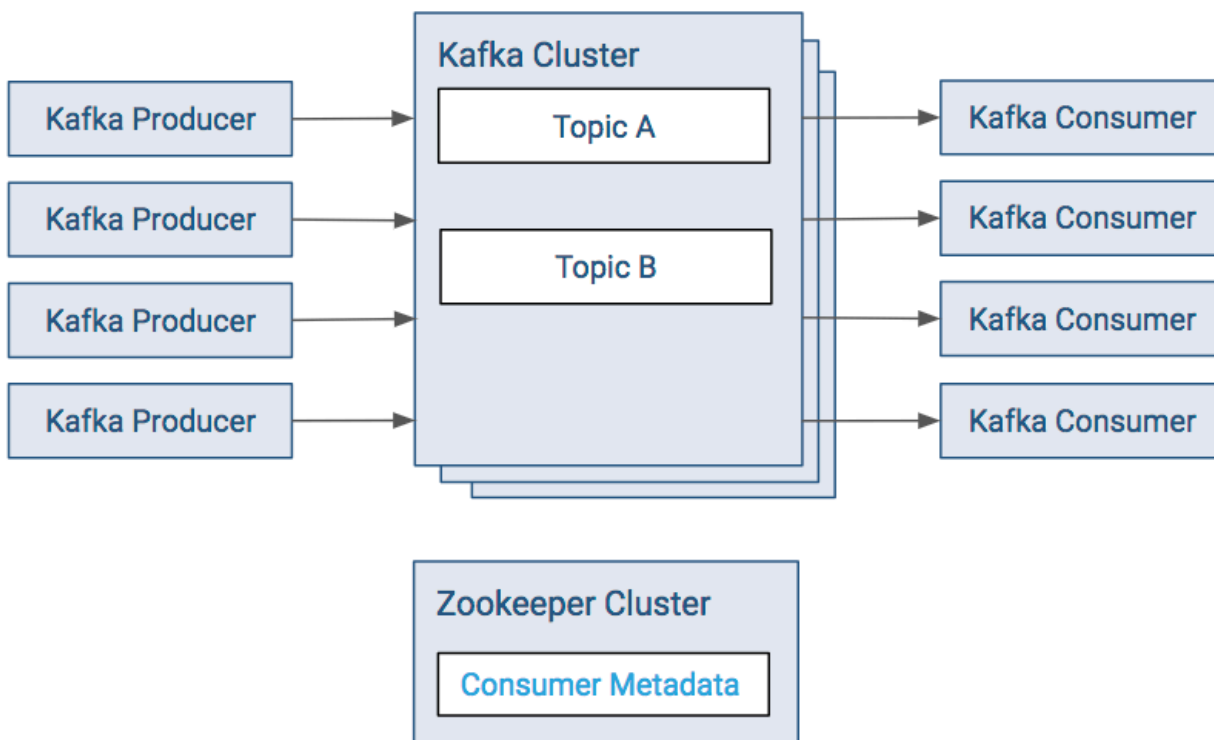 Kafka Cluster
Topic A
Topic B
Kafka Producer
Kafka Producer
Kafka Producer
Kafka Producer
Kafka Consumer
Kafka Consumer
Kafka Consumer
Kafka Consumer
Zookeeper Cluster
Consumer Metadata